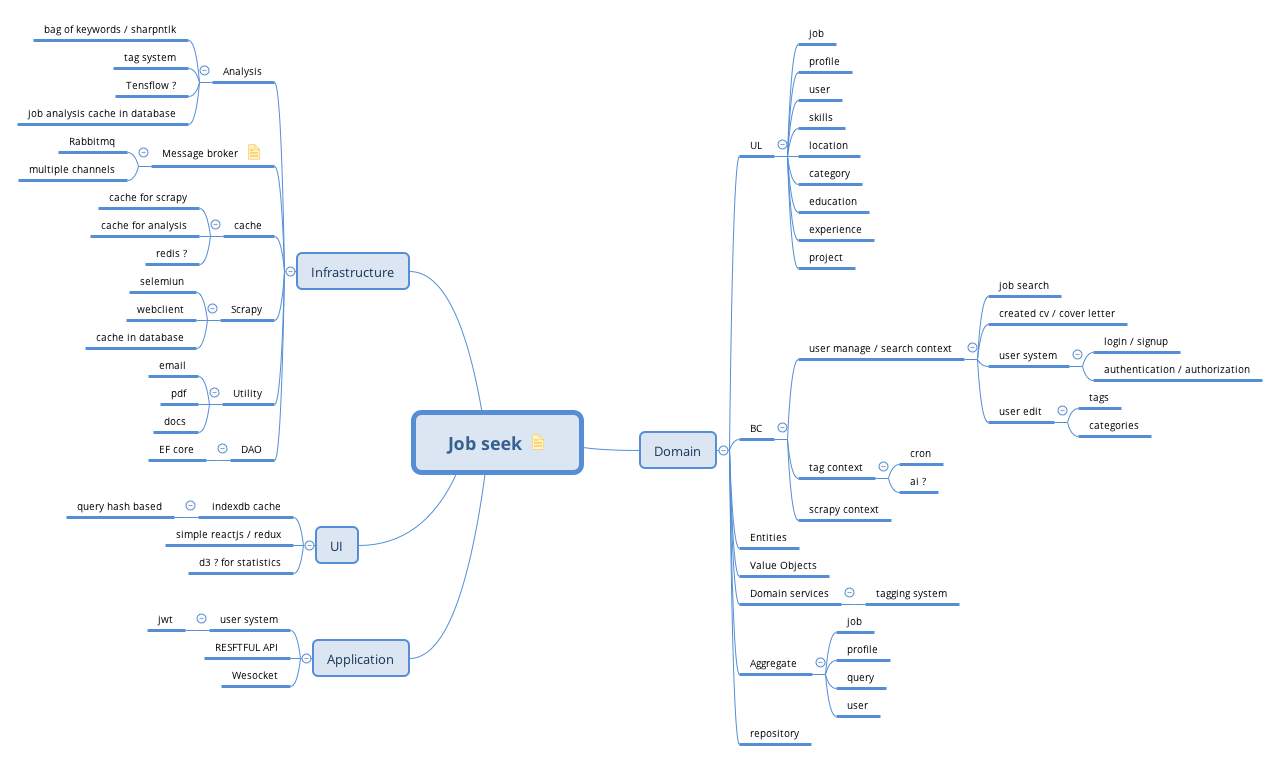 Job seek
Infrastructure
Analysis
bag of keywords / sharpntlk
tag system
Tensflow ?
job analysis cache in database
Message broker
Rabbitmq
multiple channels
cache
cache for scrapy
cache for analysis
redis ?
Scrapy
selemiun
webclient
cache in database
Utility
email
pdf
docs
DAO
EF core
UI
indexdb cache
query hash based
simple reactjs / redux
d3 ? for statistics
Application
user system
jwt
RESFTFUL API
Wesocket
Domain
UL
job
profile
user
skills
location
category
education
experience
project
BC
user manage / search context
job search
created cv / cover letter
user system
login / signup
authentication / authorization
user edit
tags
categories
tag context
cron
ai ?
scrapy context
Entities
Value Objects
Domain services
tagging system
Aggregate
job
profile
query
user
repository